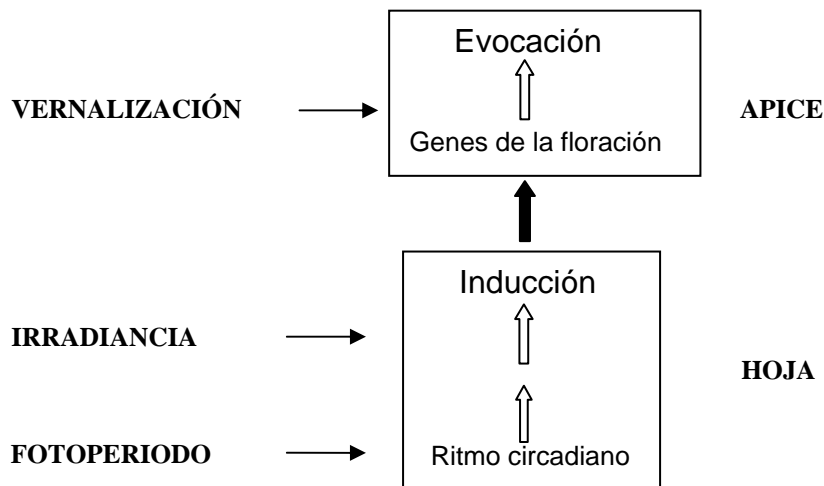 Evocación
VERNALIZACIÓN
APICE
Genes de la floración
Inducción
IRRADIANCIA
HOJA
FOTOPERIODO
Ritmo circadiano